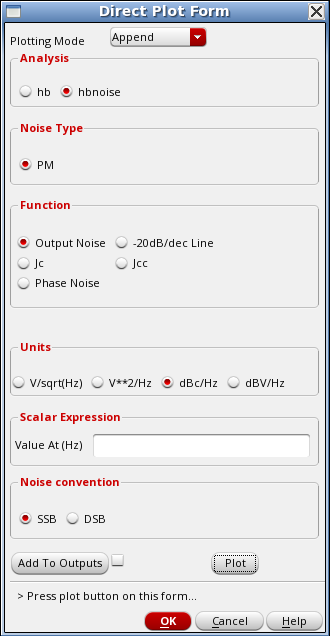 Direct Plot Form
Plotting Mode Append
Analysis
hb hbnoise
Noise Type
PM
Function
Output Noise -20dB/dec Line
Jc Jcc
Phase Noise
Units
V/sqrt(Hz) V**2/Hz dBc/Hz dBV/Hz
Scalar Expression
Value At (Hz)
Noise convention
SSB DSB
Add To Outputs Plot
> Press plot button on this form...
OK Cancel Help